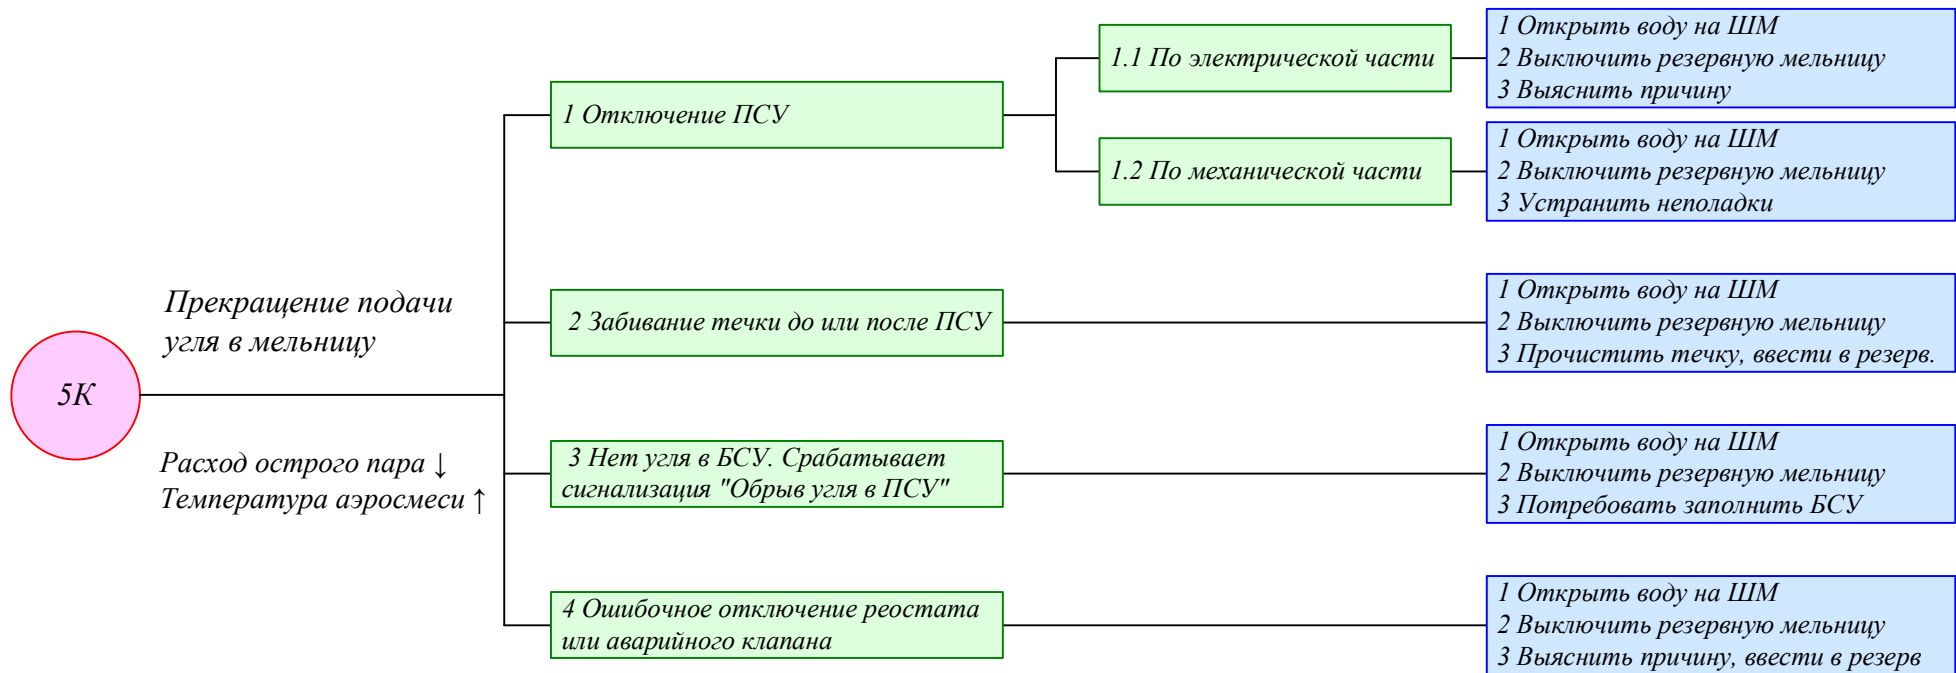 5К
Прекращение подачи
угля в мельницу
Расход острого пара ↓
Температура аэросмеси ↑
1 Отключение ПСУ
1.1 По электрической части
1 Открыть воду на ШМ
2 Выключить резервную мельницу
3 Выяснить причину
1.2 По механической части
1 Открыть воду на ШМ
2 Выключить резервную мельницу
3 Устранить неполадки
2 Забивание течки до или после ПСУ
1 Открыть воду на ШМ
2 Выключить резервную мельницу
3 Прочистить течку, ввести в резерв.
3 Нет угля в БСУ. Срабатывает
сигнализация "Обрыв угля в ПСУ"
1 Открыть воду на ШМ
2 Выключить резервную мельницу
3 Потребовать заполнить БСУ
4 Ошибочное отключение реостата
или аварийного клапана
1 Открыть воду на ШМ
2 Выключить резервную мельницу
3 Выяснить причину, ввести в резерв